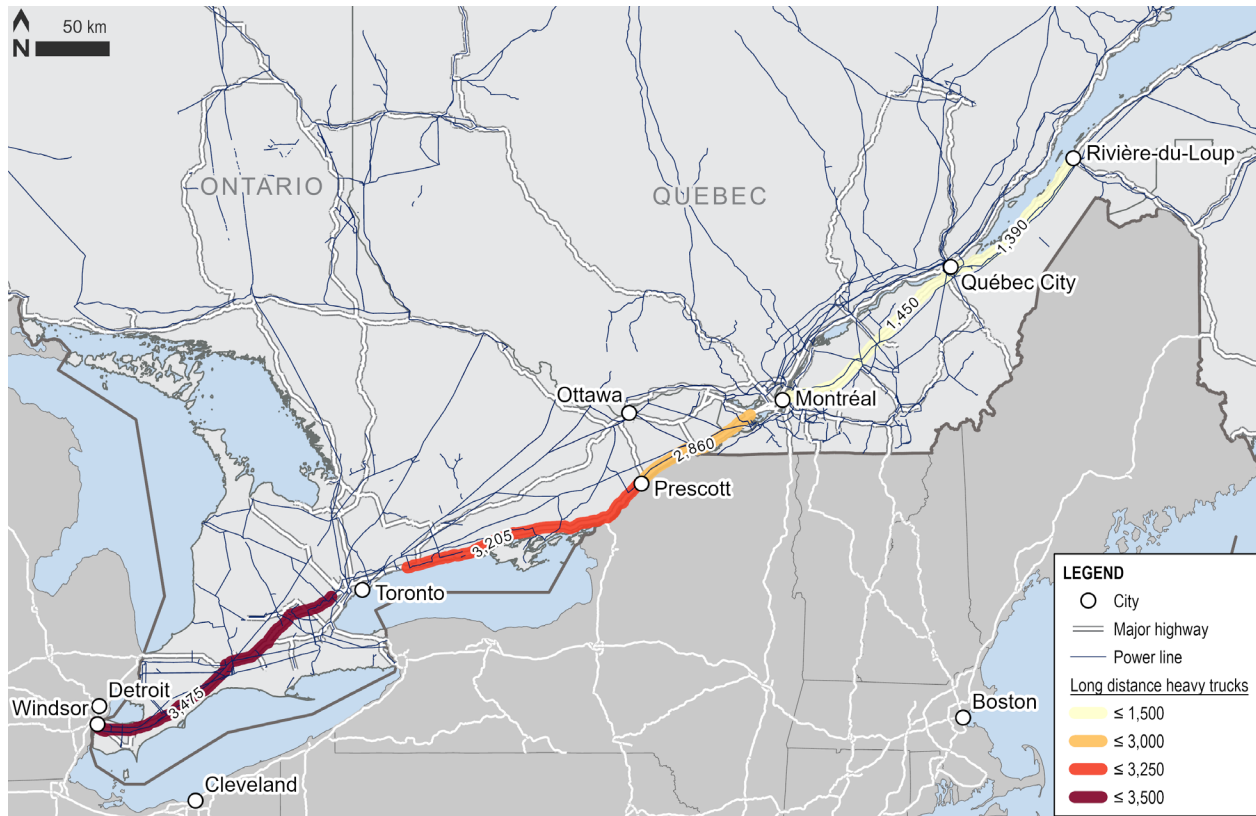 50 km
N
ONTARIO
QUEBEC
Rivière-du-Loup
1,390
Québec City
1,450
Ottawa
Montréal
2,860
Prescott
3,205
Toronto
Detroit
Windsor
3,475
Cleveland
Boston
LEGEND
City
Major highway
Power line
Long distance heavy trucks
≤ 1,500
≤ 3,000
≤ 3,250
≤ 3,500